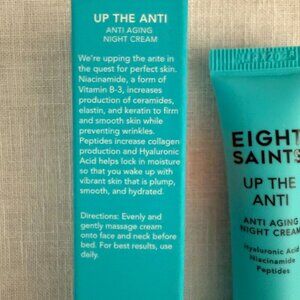 UP THE ANTI
ANTI AGING
NIGHT CREAM
We're upping the ante in
the quest for perfect skin.
Niacinamide, a form of
Vitamin B-3, increases
production of ceramides,
elastin, and keratin to firm
and smooth skin while
preventing wrinkles.
Peptides increase collagen
production and Hyaluronic
Acid helps lock in moisture
so that you wake up with
vibrant skin that is plump,
smooth, and hydrated.
Directions: Evenly and
gently massage cream
onto face and neck before
bed. For best results, use
daily.
EIGHT
SAINTS
UP THE
ANTI
ANTI AGING
NIGHT CREAM
Hyaluronic Acid
Niacinamide
Peptides